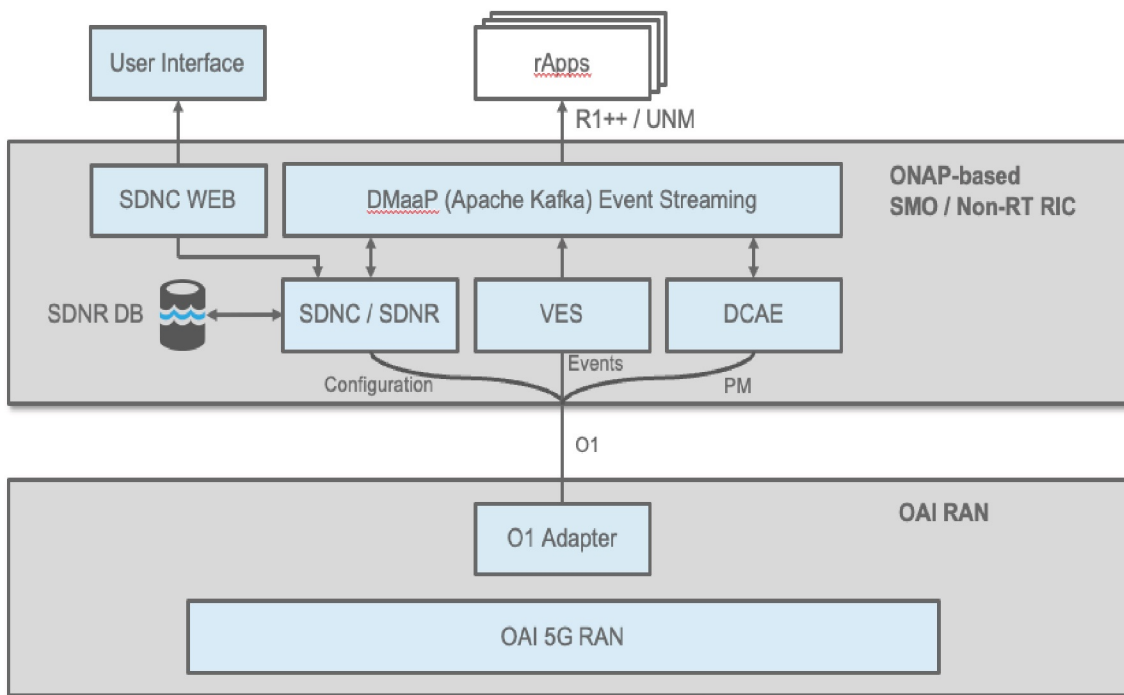 User Interface
rApps
R1++ / UNM
SDNC WEB
DMaaP (Apache Kafka) Event Streaming
ONAP-based
SMO / Non-RT RIC
SDNR DB
SDNC / SDNR
VES
DCAE
Configuration
Events
PM
O1
OAI RAN
O1 Adapter
OAI 5G RAN